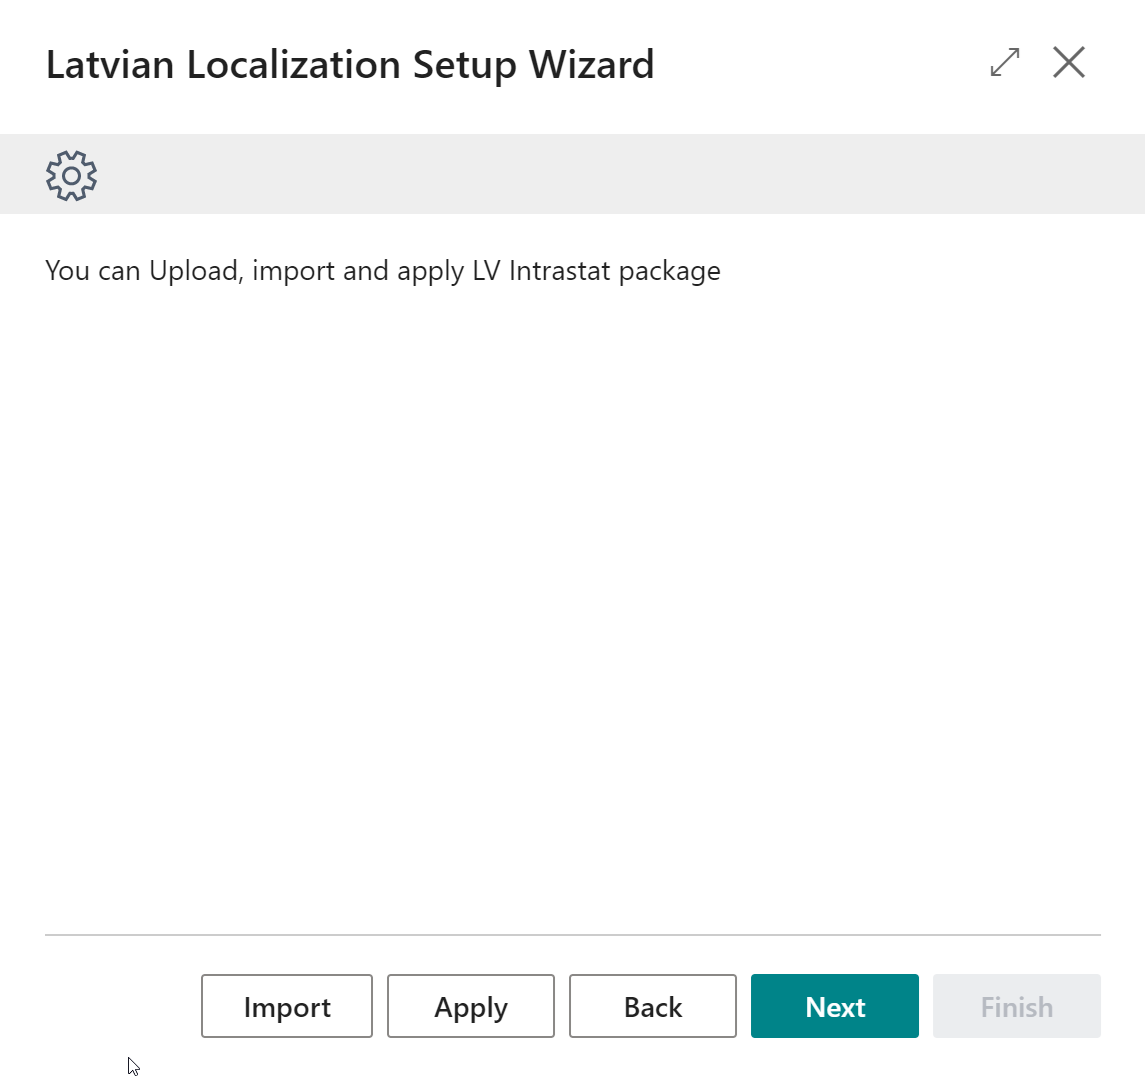 Latvian Localization Setup Wizard
You can Upload, import and apply LV Intrastat package
Import Apply Back Next Finish